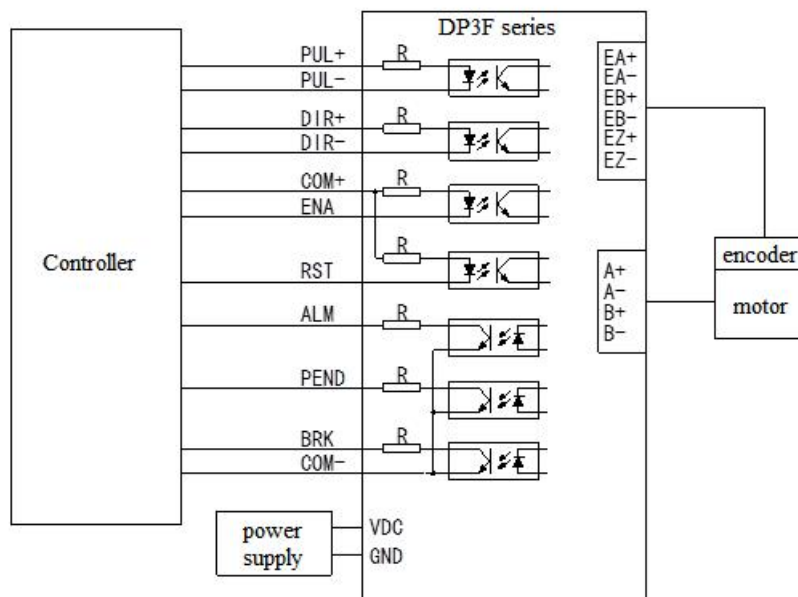 DP3F series
Controller
PUL+
R
PUL-
DIR+
R
DIR-
COM+
R
ENA
R
RST
ALM
R
PEND
R
BRK
R
COM-
power
supply
VDC
GND
EA+
EA-
EB+
EB-
EZ+
EZ-
A+
A-
B+
B-
encoder
motor